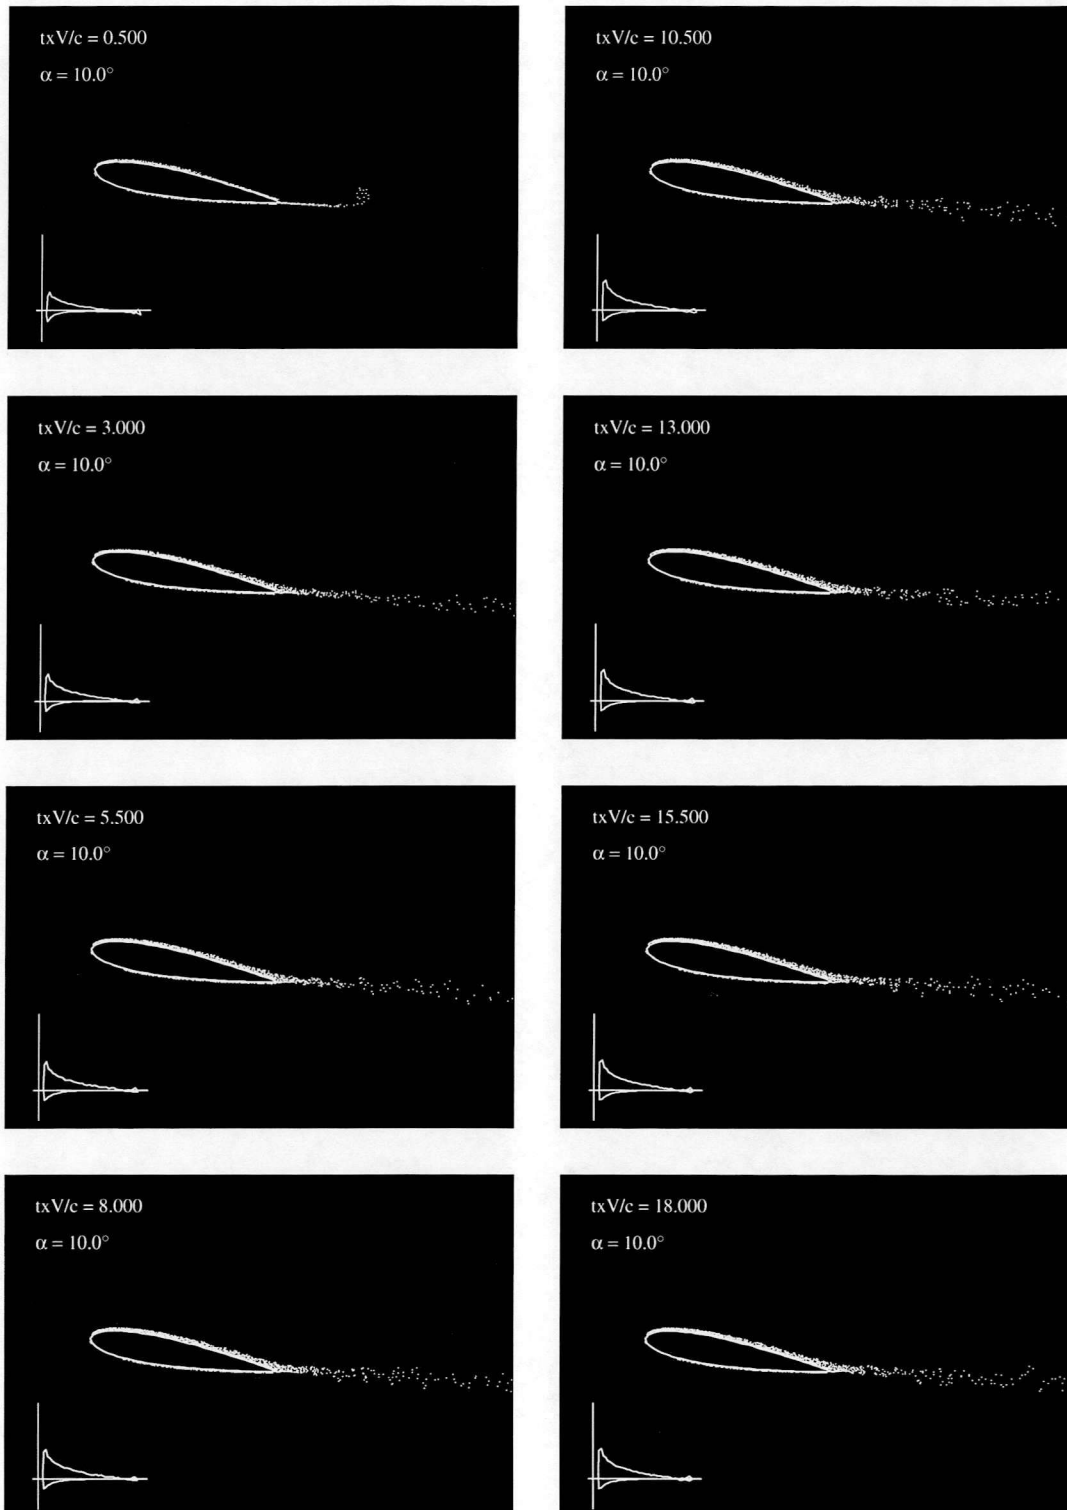 txV/c = 0.500
α = 10.0°
txV/c = 3.000
α = 10.0°
txV/c = 5.500
α = 10.0°
txV/c = 8.000
α = 10.0°
txV/c = 10.500
α = 10.0°
txV/c = 13.000
α = 10.0°
txV/c = 15.500
α = 10.0°
txV/c = 18.000
α = 10.0°